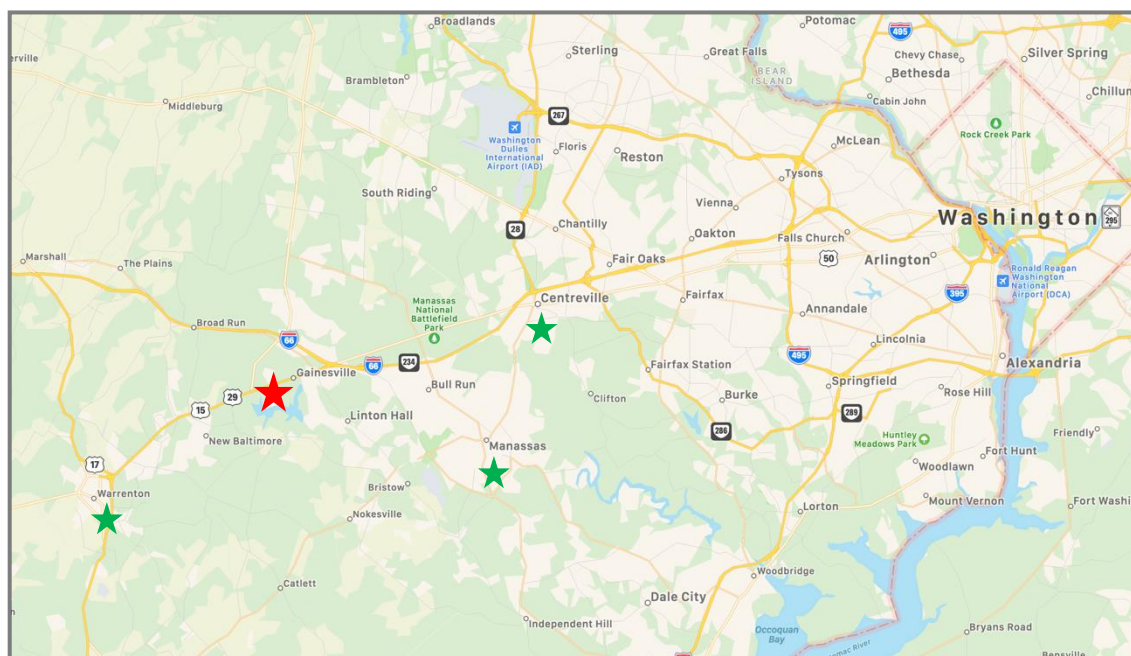 Broadlands
Potomac
495
Sterling
Great Falls
Chevy Chase
Silver Spring
erville
Brambleton
BEAR
ISLAND
Bethesda
Middleburg
Cabin John
Chillum
267
Washington
Dulles
International
Airport (IAD)
Floris
Rock Creek Park
McLean
Reston
Tysons
South Riding
Vienna
28
Chantilly
Washington
295
Oakton
Falls Church
50
Arlington
Marshall
The Plains
Fair Oaks
Ronald Reagan
Washington
National
Airport (DCA)
395
Centreville
Fairfax
Manassas
National
Battlefield
Park
Annandale
Broad Run
66
Lincolnia
495
Alexandria
66
234
Fairfax Station
Gainesville
Springfield
Bull Run
Rose Hill
Clifton
Burke
29
15
Linton Hall
289
286
New Baltimore
Huntley
Meadows Park
Friendly
Manassas
Fort Hunt
17
Woodlawn
Bristow
Warrenton
Mount Vernon
Fort Washi
Lorton
Nokesville
Woodbridge
Catlett
Dale City
Independent Hill
Occoquan
Bay
Bryans Road
omac River
Bensville